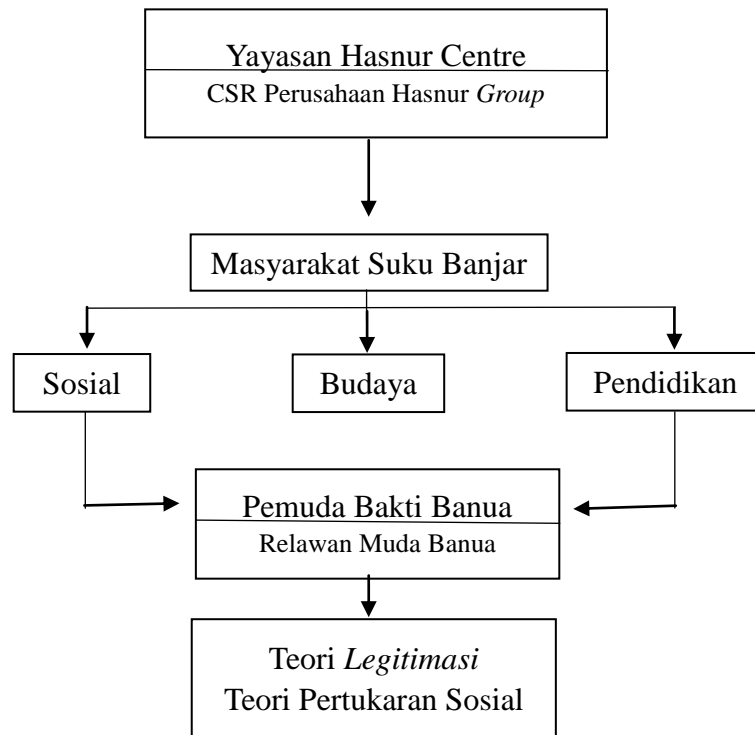 Yayasan Hasnur Centre
CSR Perusahaan Hasnur Group
Masyarakat Suku Banjar
Sosial
Budaya
Pendidikan
Pemuda Bakti Banua
Relawan Muda Banua
Teori Legitimasi
Teori Pertukaran Sosial